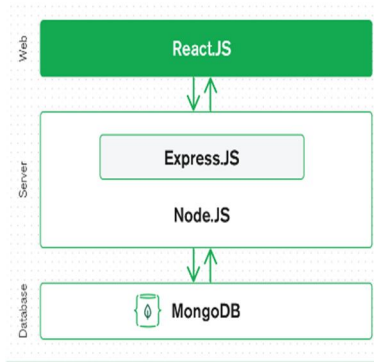 Web
React.JS
Server
Express.JS
Node.JS
Database
MongoDB